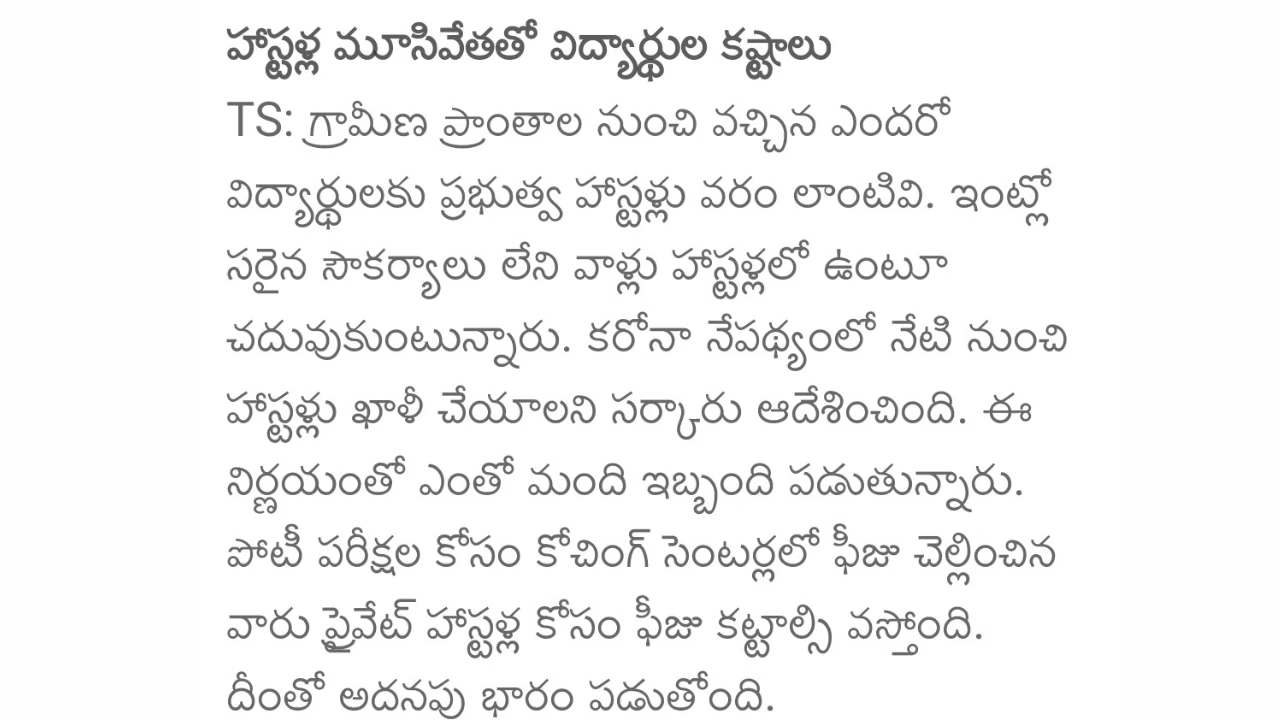 హాస్టళ్ల మూసివేతతో విద్యార్థుల కష్టాలు
TS: గ్రామీణ ప్రాంతాల నుంచి వచ్చిన ఎందరో
విద్యార్థులకు ప్రభుత్వ హాస్టళ్లు వరం లాంటివి. ఇంట్లో
సరైన సౌకర్యాలు లేని వాళ్లు హాస్టళ్లలో ఉంటూ
చదువుకుంటున్నారు. కరోనా నేపథ్యంలో నేటి నుంచి
హాస్టళ్లు ఖాళీ చేయాలని సర్కారు ఆదేశించింది. ఈ
నిర్ణయంతో ఎంతో మంది ఇబ్బంది పడుతున్నారు.
పోటీ పరీక్షల కోసం కోచింగ్ సెంటర్లలో ఫీజు చెల్లించిన
వారు ప్రైవేట్ హాస్టళ్ల కోసం ఫీజు కట్టాల్సి వస్తోంది.
దీంతో అదనపు భారం పడుతోంది.